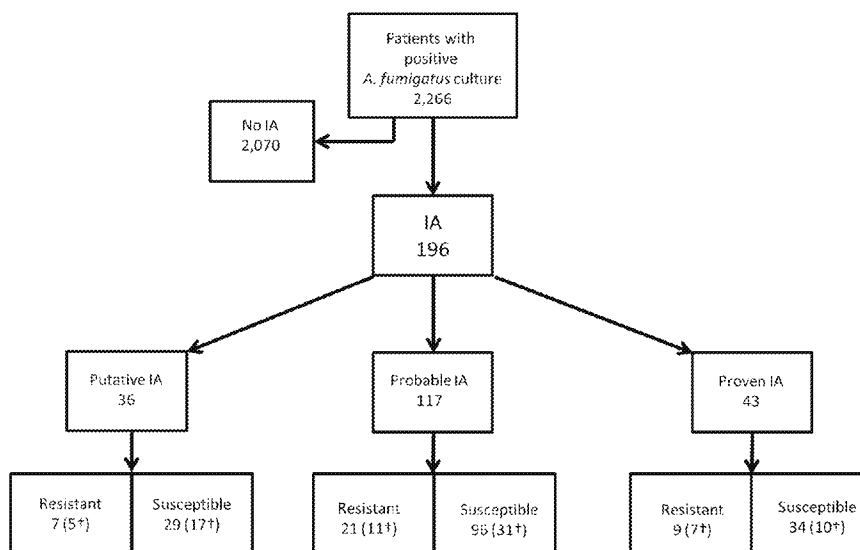 Patients with
positive
A. fumigatus culture
2,266
No IA
2,070
IA
196
Putative IA
36
Probable IA
117
Proven IA
43
Resistant
7 (5†)
Susceptible
29 (17†)
Resistant
21 (11†)
Susceptible
96 (31†)
Resistant
9 (7†)
Susceptible
34 (10†)